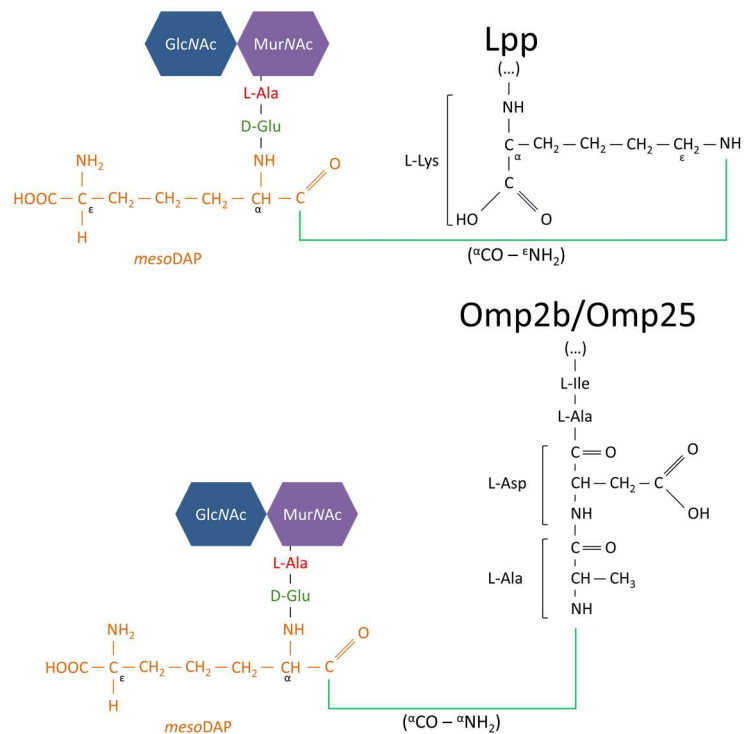 GlcNAc MurNAc
L-Ala
D-Glu
NH2 NH O
HOOC – C – CH2 – CH2 – CH2 – CH – C
ε α
H
mesoDAP
Lpp
(...)
NH
L-Lys
C – CH2 – CH2 – CH2 – CH2 – NH
α ε
C
HO O
(αCO – εNH2)
Omp2b/Omp25
(...)
L-Ile
L-Ala
C=O O
L-Asp
CH – CH2 – C
NH OH
C=O
L-Ala
CH – CH3
NH
GlcNAc MurNAc
L-Ala
D-Glu
NH2 NH O
HOOC – C – CH2 – CH2 – CH2 – CH – C
ε α
H
mesoDAP
(αCO – αNH2)